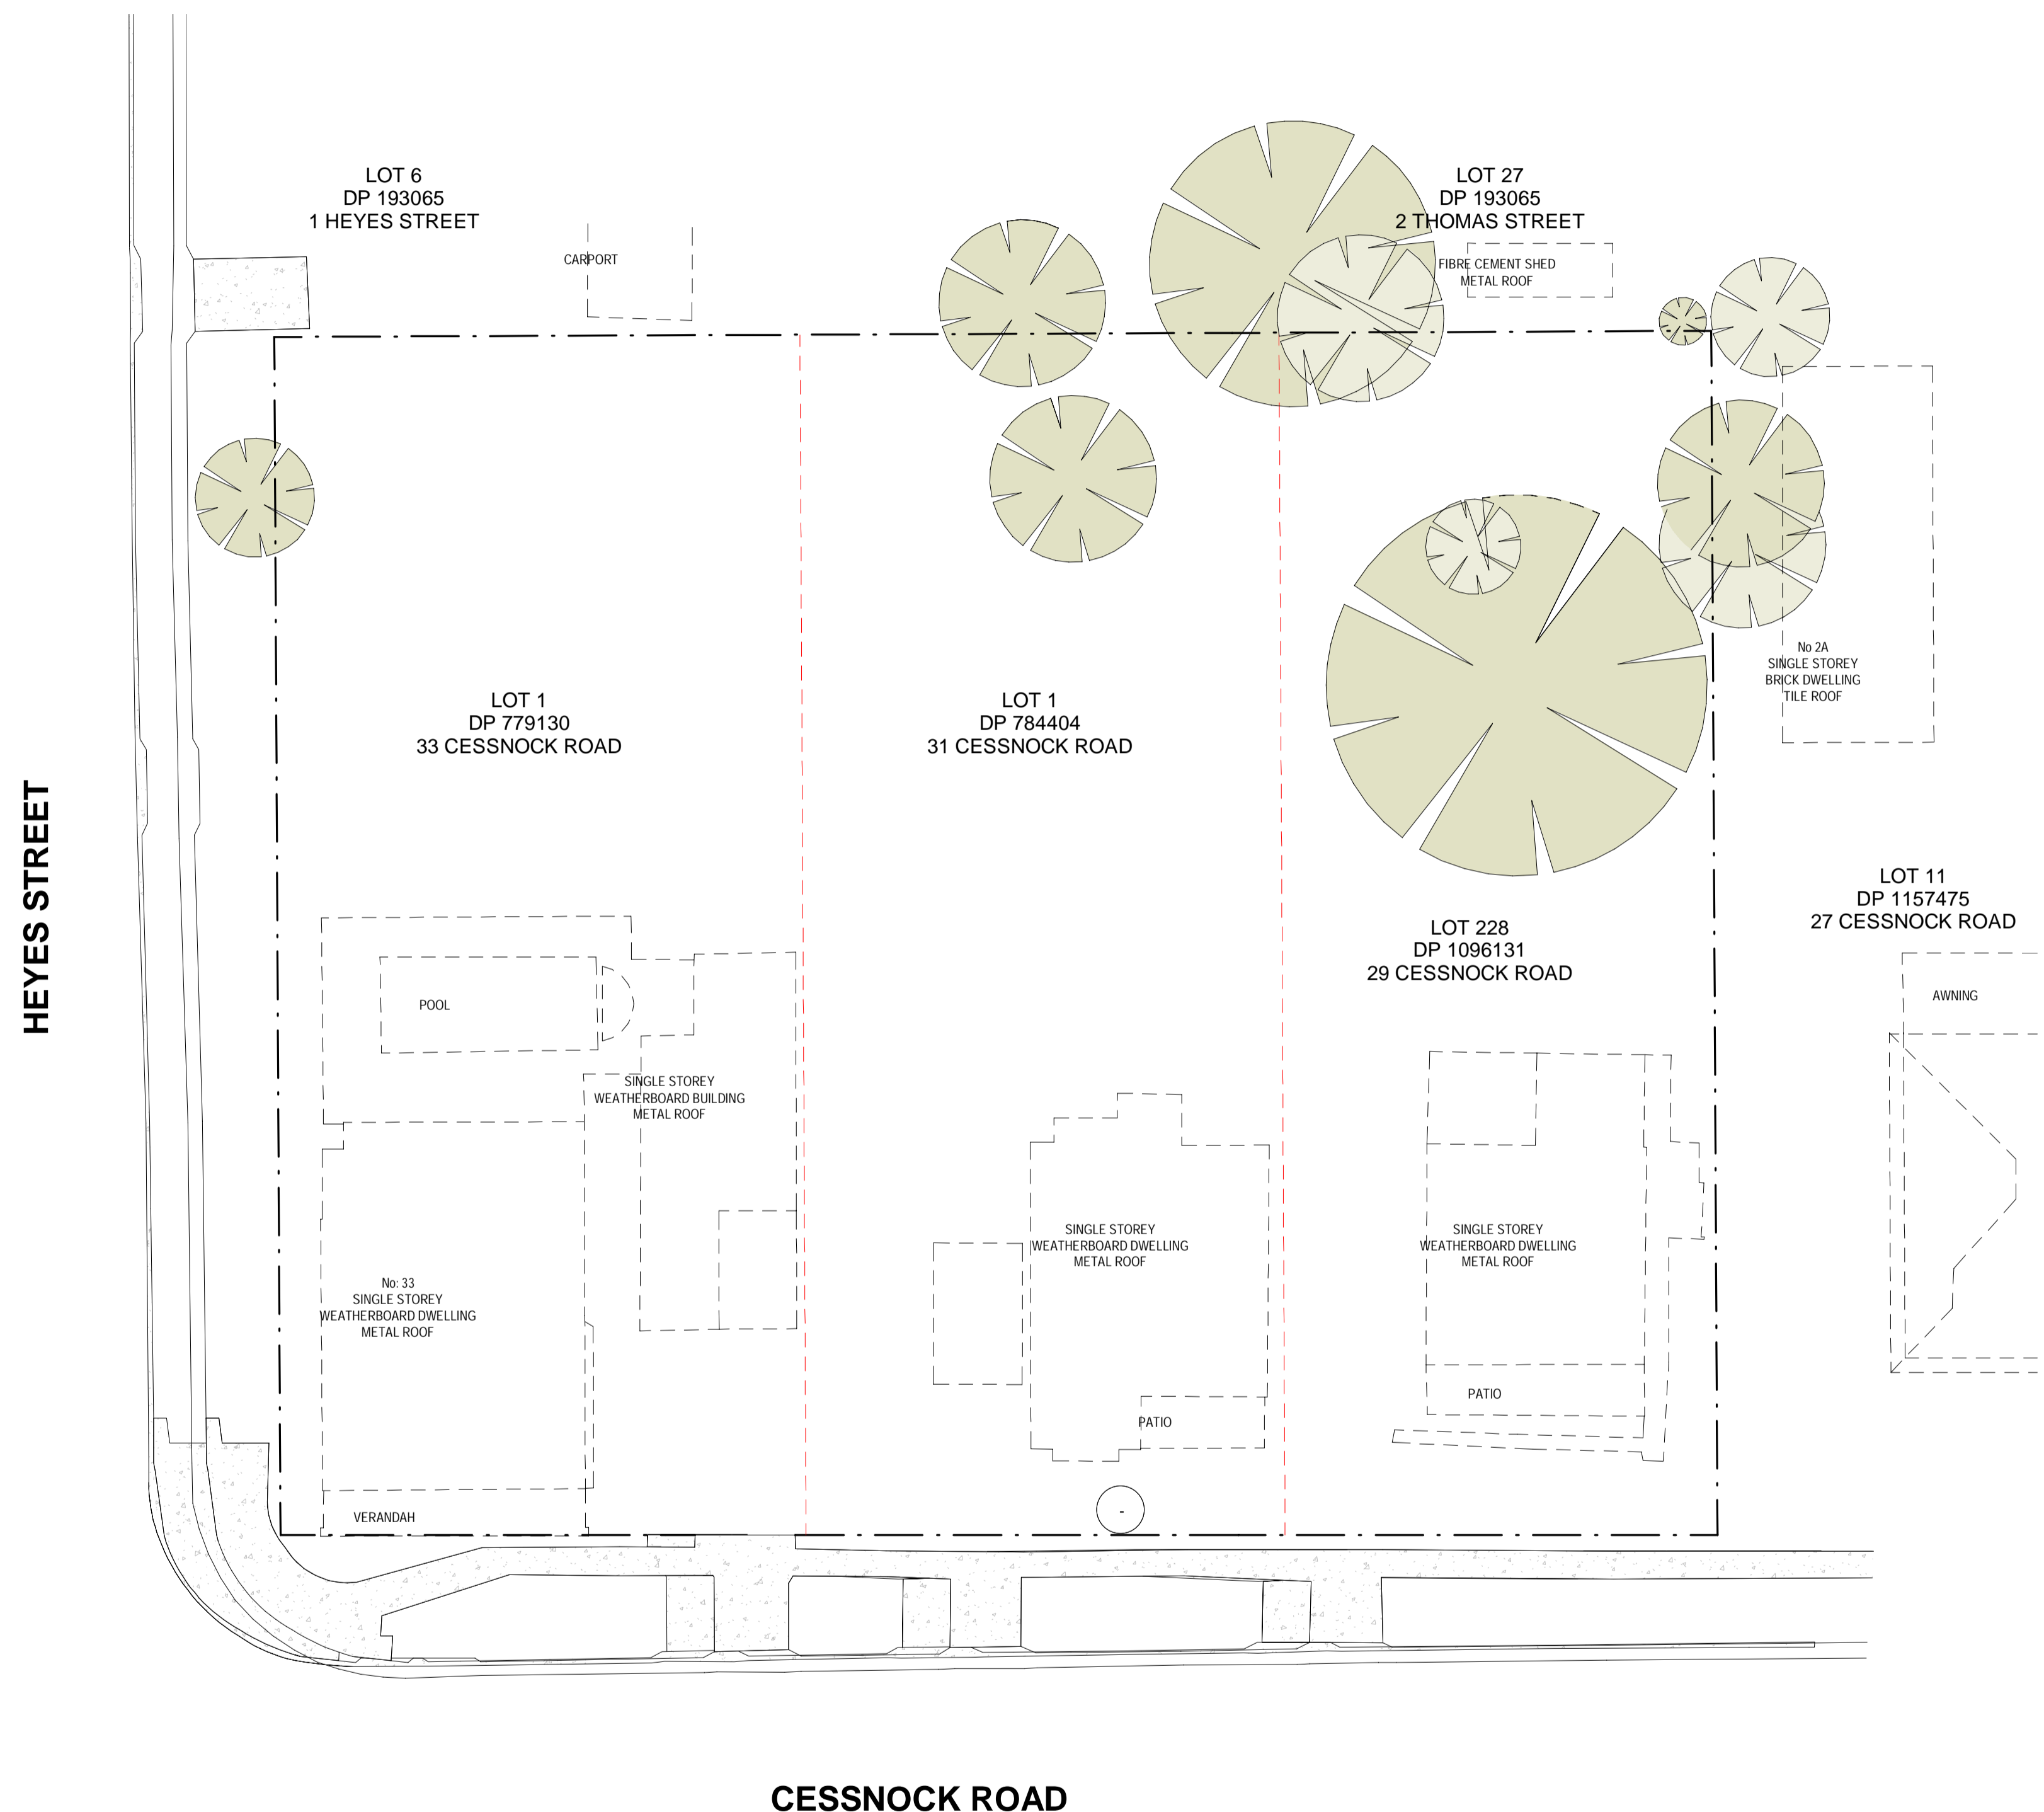 LOT 6
DP 193065
1 HEYES STREET
LOT 27
DP 193065
2 THOMAS STREET
CARPORT
FIBRE CEMENT SHED
METAL ROOF
No 2A
SINGLE STOREY
BRICK DWELLING
TILE ROOF
LOT 1
DP 779130
33 CESSNOCK ROAD
LOT 1
DP 784404
31 CESSNOCK ROAD
HEYES STREET
LOT 11
DP 1157475
27 CESSNOCK ROAD
LOT 228
DP 1096131
29 CESSNOCK ROAD
AWNING
POOL
SINGLE STOREY
WEATHERBOARD BUILDING
METAL ROOF
SINGLE STOREY
WEATHERBOARD DWELLING
METAL ROOF
SINGLE STOREY
WEATHERBOARD DWELLING
METAL ROOF
No: 33
SINGLE STOREY
WEATHERBOARD DWELLING
METAL ROOF
PATIO
PATIO
VERANDAH
-
CESSNOCK ROAD